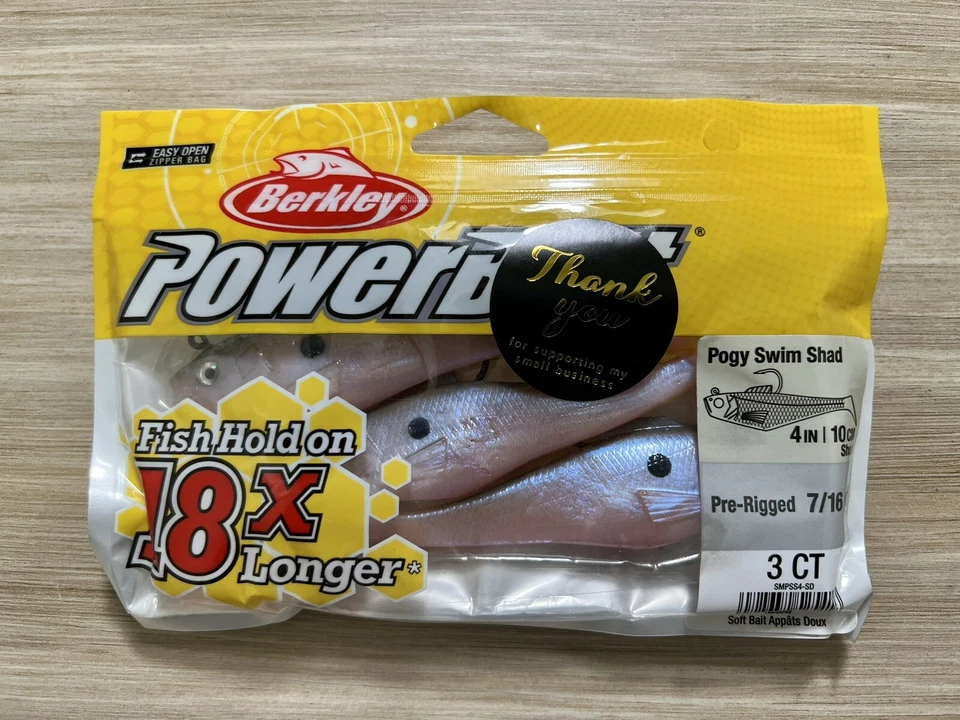 EASY OPEN
ZIPPER BAG
Berkley®
PowerB
®
Thank
you
for supporting my
small business
Pogy Swim Shad
4 IN | 10
Pre-Rigged 7/16
3 CT
SMPSS4-SD
Soft Bait Appâts Doux
Fish Hold on
18X
Longer*